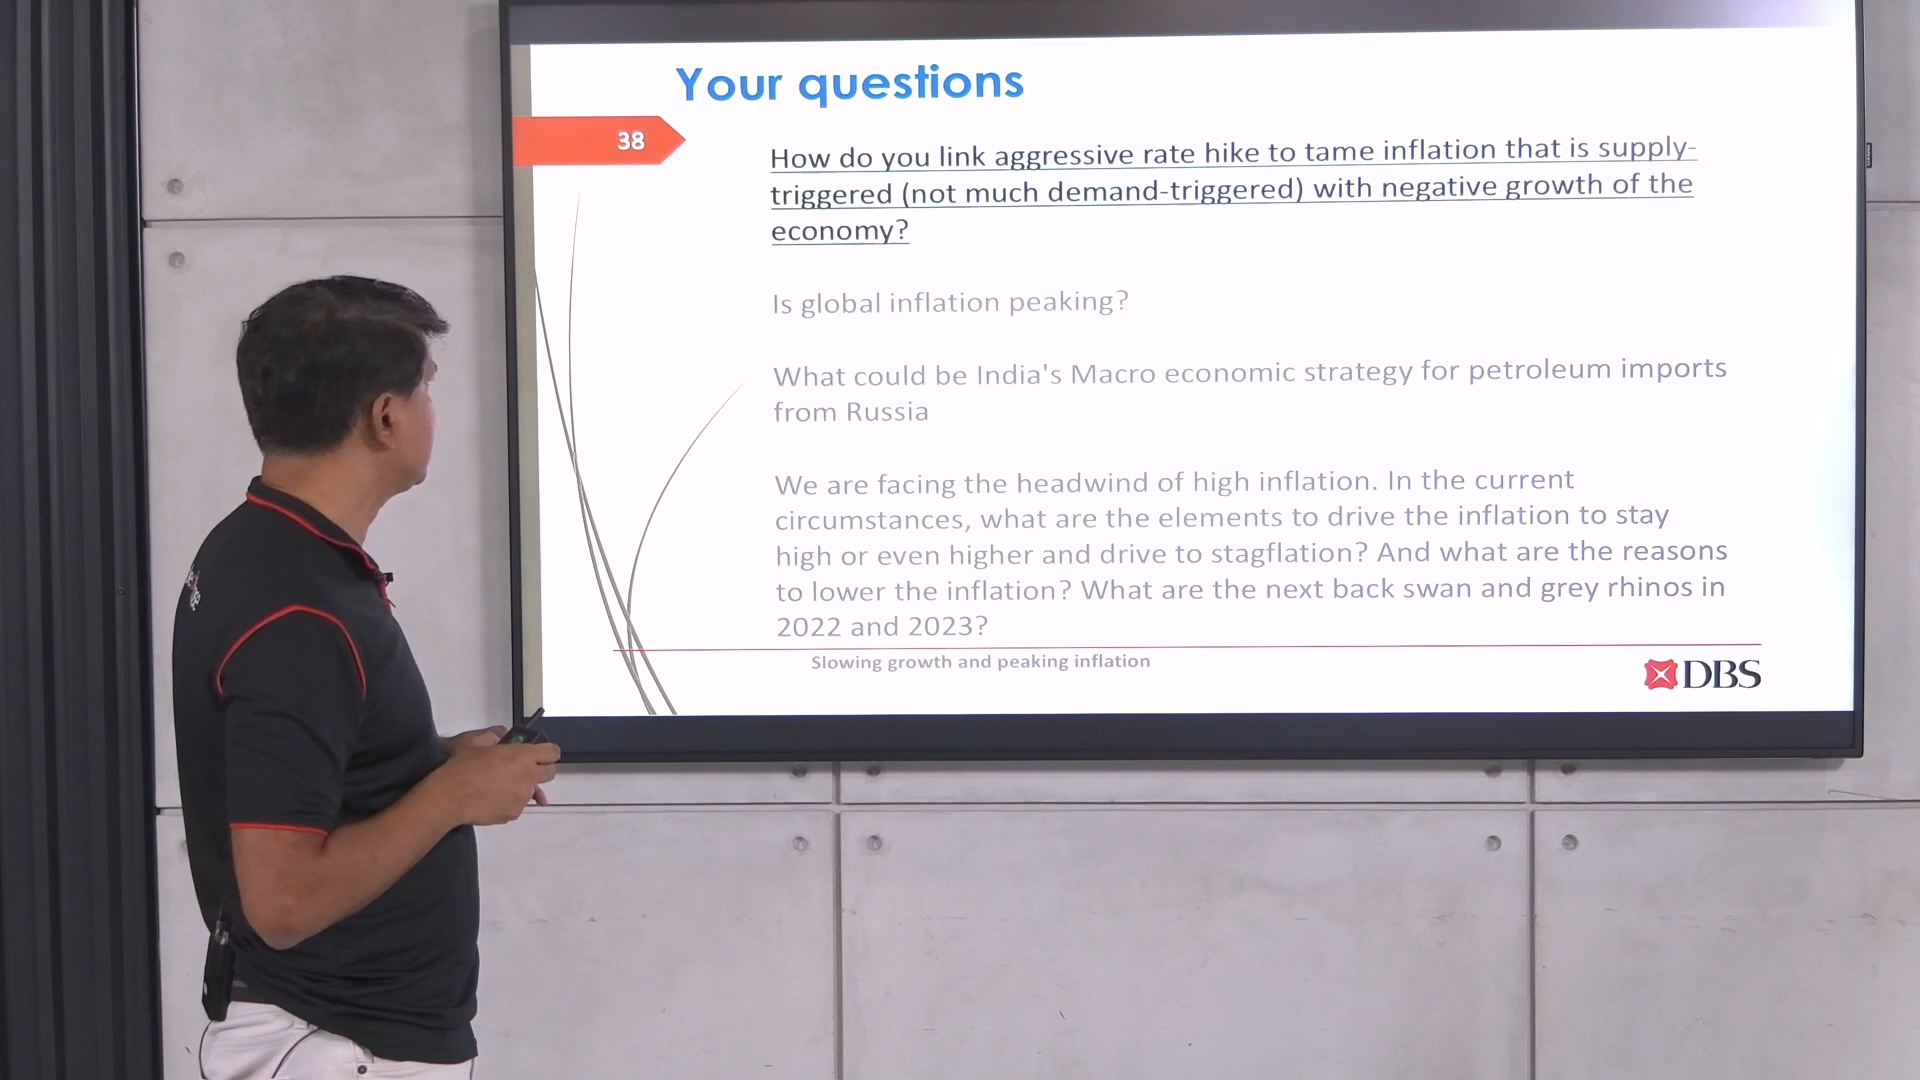 Your questions
38
How do you link aggressive rate hike to tame inflation that is supply-
triggered (not much demand-triggered) with negative growth of the
economy?
Is global inflation peaking?
What could be India's Macro economic strategy for petroleum imports
from Russia
We are facing the headwind of high inflation. In the current
circumstances, what are the elements to drive the inflation to stay
high or even higher and drive to stagflation? And what are the reasons
to lower the inflation? What are the next back swan and grey rhinos in
2022 and 2023?
Slowing growth and peaking inflation
DBS